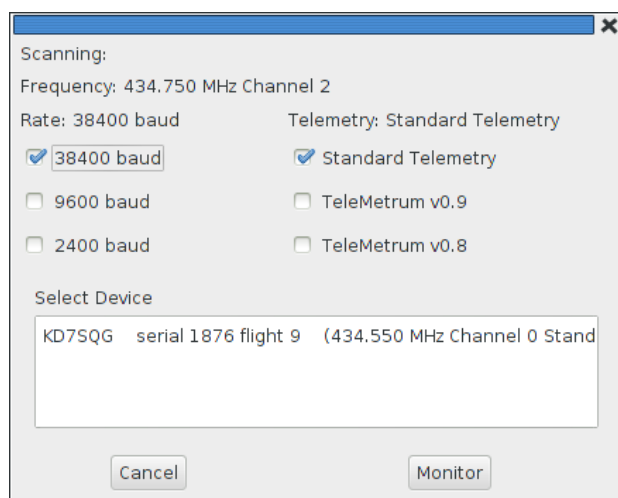 Scanning:
Frequency: 434.750 MHz Channel 2
Rate: 38400 baud Telemetry: Standard Telemetry
38400 baud Standard Telemetry
9600 baud TeleMetrum v0.9
2400 baud TeleMetrum v0.8
Select Device
KD7SQG serial 1876 flight 9 (434.550 MHz Channel 0 Stand
Cancel Monitor